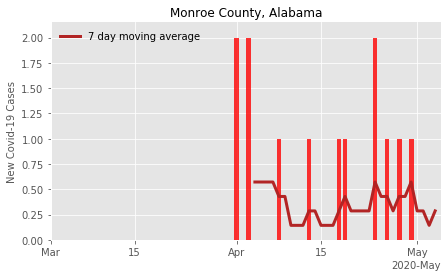 Monroe County, Alabama
7 day moving average
New Covid-19 Cases
2.00
1.75
1.50
1.25
1.00
0.75
0.50
0.25
0.00
Mar
15
Apr
15
May
2020-May